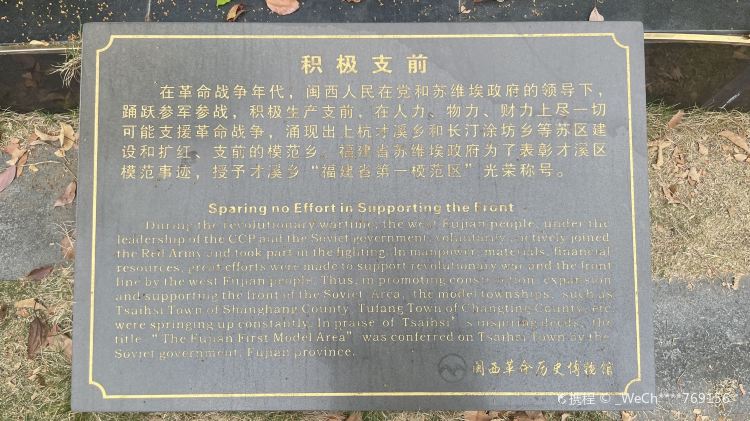 积极支前
在革命战争年代，闽西人民在党和苏维埃政府的领导下，
踊跃参军参战，积极生产支前，在人力、物力、财力上尽一切
可能支援革命战争，涌现出上杭才溪乡和长汀涂坊乡等苏区建
设和扩红、支前的模范乡。福建省苏维埃政府为了表彰才溪区
模范事迹，授予才溪乡“福建省第一模范区”光荣称号。
Sparing no Effort in Supporting the Front
During the revolutionary wartime, the west Fujian people, under the
leadership of the CCP and the Soviet government, voluntarily, actively joined
the Red Army and took part in the fighting. In manpower, materials, financial
resources, great efforts were made to support revolutionary war and the front
line by the west Fujian people. Thus, in promoting construction, expansion
and supporting the front of the Soviet Area, the model townships, such as
Tsaihsi Town of Shanghang County, Tufang Town of Changting County, etc
were springing up constantly. In praise of Tsaihsi's inspiring deeds, the
title “The Fujian First Model Area” was conferred on Tsaihsi Town by the
Soviet government, Fujian province.
闽西革命历史博物馆
携程 © _WeCh****769156